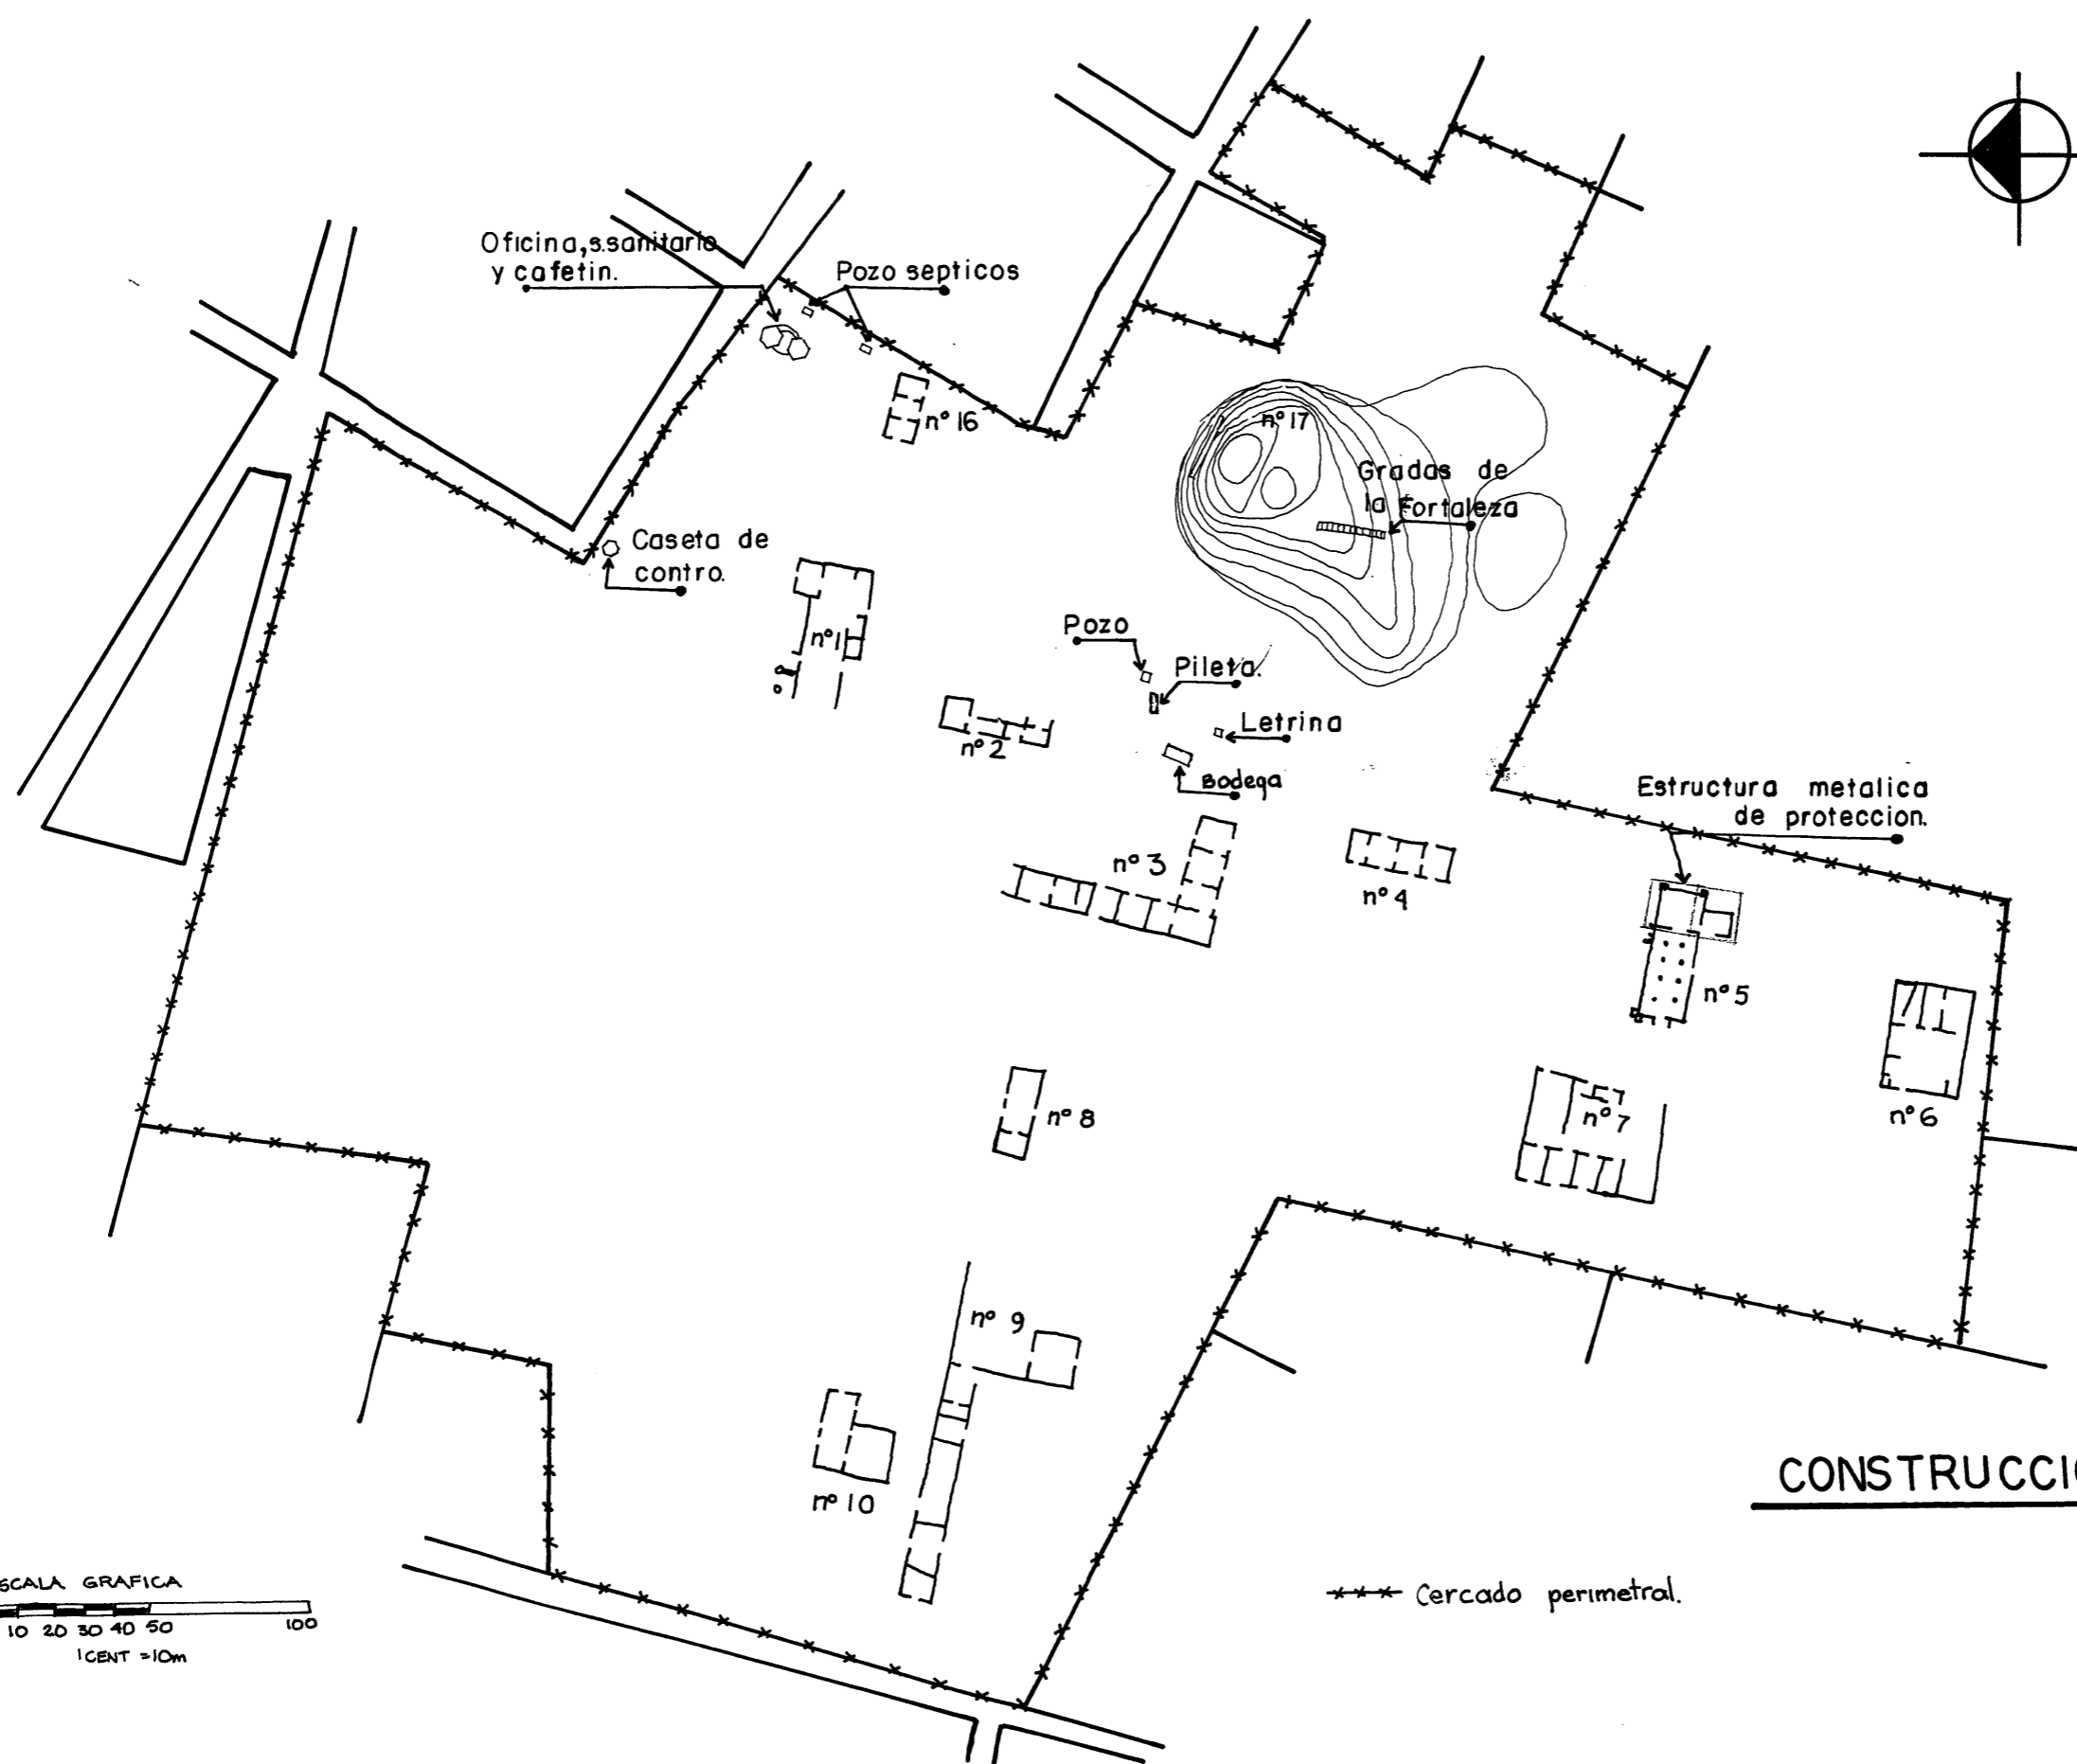 Oficina, s.sanitario
y cafetin.
Pozo septicos
nº 16
nº 17
Gradas de
la Fortaleza
Caseta de
contro.
nº 1
Pozo
Pileta.
nº 2
Letrina
Bodega
Estructura metalica
de proteccion.
nº 3
nº 4
nº 5
nº 6
nº 7
nº 8
nº 9
nº 10
CONSTRUCCI
SCALA GRAFICA
10 20 30 40 50 100
1CENT = 10m
Cercado perimetral.